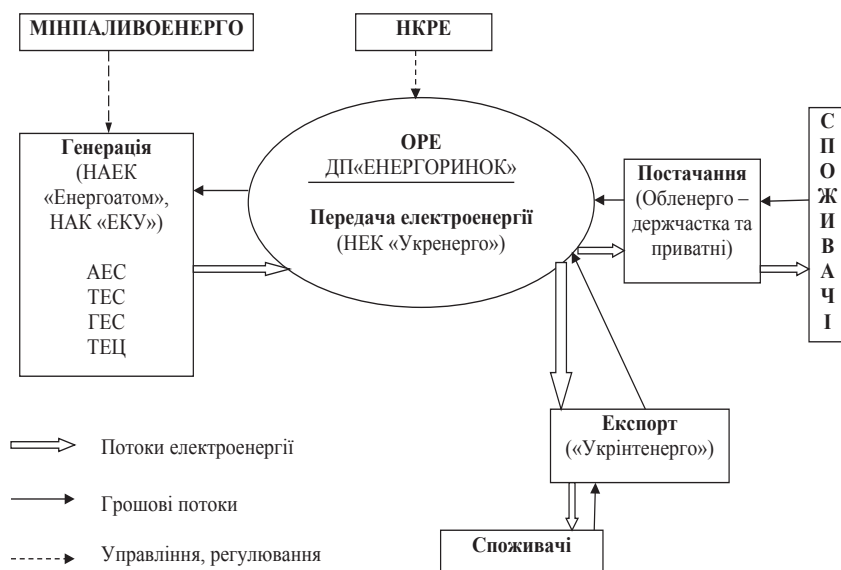 МІНПАЛИВОЕНЕРГО
НКРЕ
Генерація
(НАЕК
«Енергоатом»,
НАК «ЕКУ»)
АЕС
ТЕС
ГЕС
ТЕЦ
ОРЕ
ДП«ЕНЕРГОРИНОК»
Передача електроенергії
(НЕК «Укренерго»)
Постачання
(Обленерго –
держчастка та
приватні)
С
П
О
Ж
И
В
А
Ч
І
Експорт
(«Укрінтенерго»)
Споживачі
Потоки електроенергії
Грошові потоки
Управління, регулювання